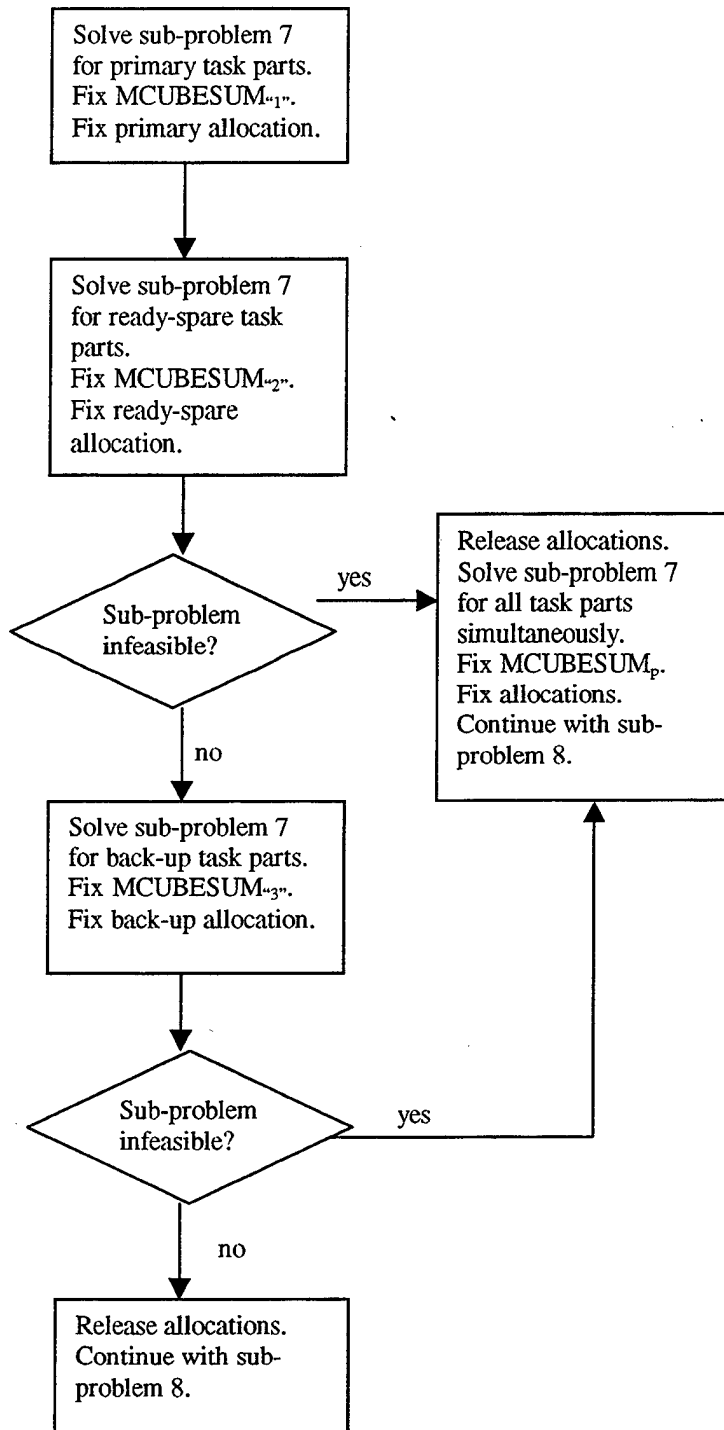 Solve sub-problem 7
for primary task parts.
Fix MCUBESUM“1”.
Fix primary allocation.
Solve sub-problem 7
for ready-spare task
parts.
Fix MCUBESUM“2”.
Fix ready-spare
allocation.
Sub-problem
infeasible?
yes
Release allocations.
Solve sub-problem 7
for all task parts
simultaneously.
Fix MCUBESUMp.
Fix allocations.
Continue with sub-
problem 8.
no
Solve sub-problem 7
for back-up task parts.
Fix MCUBESUM“3”.
Fix back-up allocation.
Sub-problem
infeasible?
yes
no
Release allocations.
Continue with sub-
problem 8.